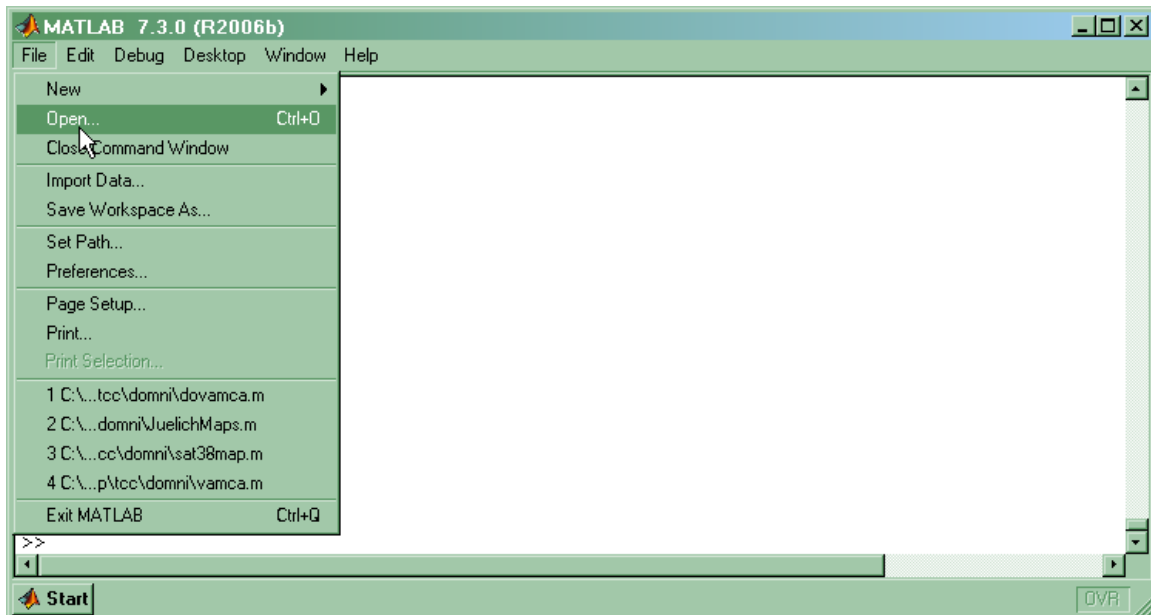 MATLAB 7.3.0 (R2006b)
File Edit Debug Desktop Window Help
New
Open... Ctrl+O
Close Command Window
Import Data...
Save Workspace As...
Set Path...
Preferences...
Page Setup...
Print...
Print Selection...
1 C:\...tcc\domni\dovamca.m
2 C:\...domni\JuelichMaps.m
3 C:\...cc\domni\sat38map.m
4 C:\...p\tcc\domni\vamca.m
Exit MATLAB Ctrl+Q
>>
Start OVR